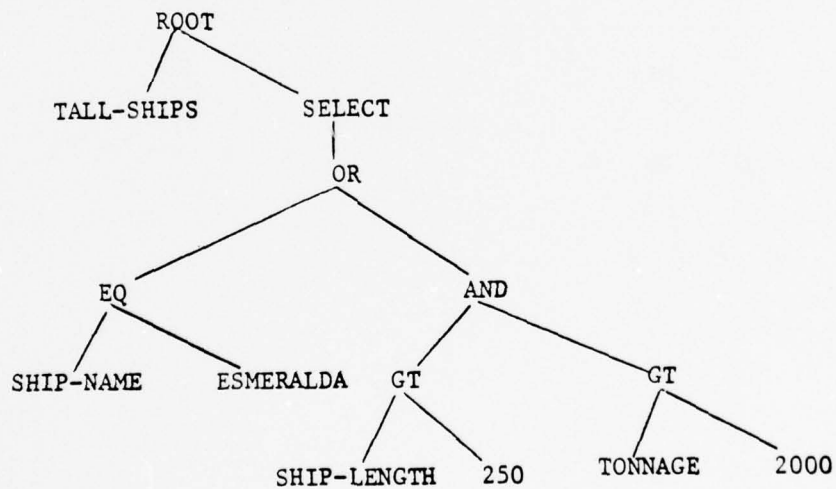 ROOT
TALL-SHIPS SELECT
OR
EQ AND
SHIP-NAME ESMERALDA GT GT
SHIP-LENGTH 250 TONNAGE 2000